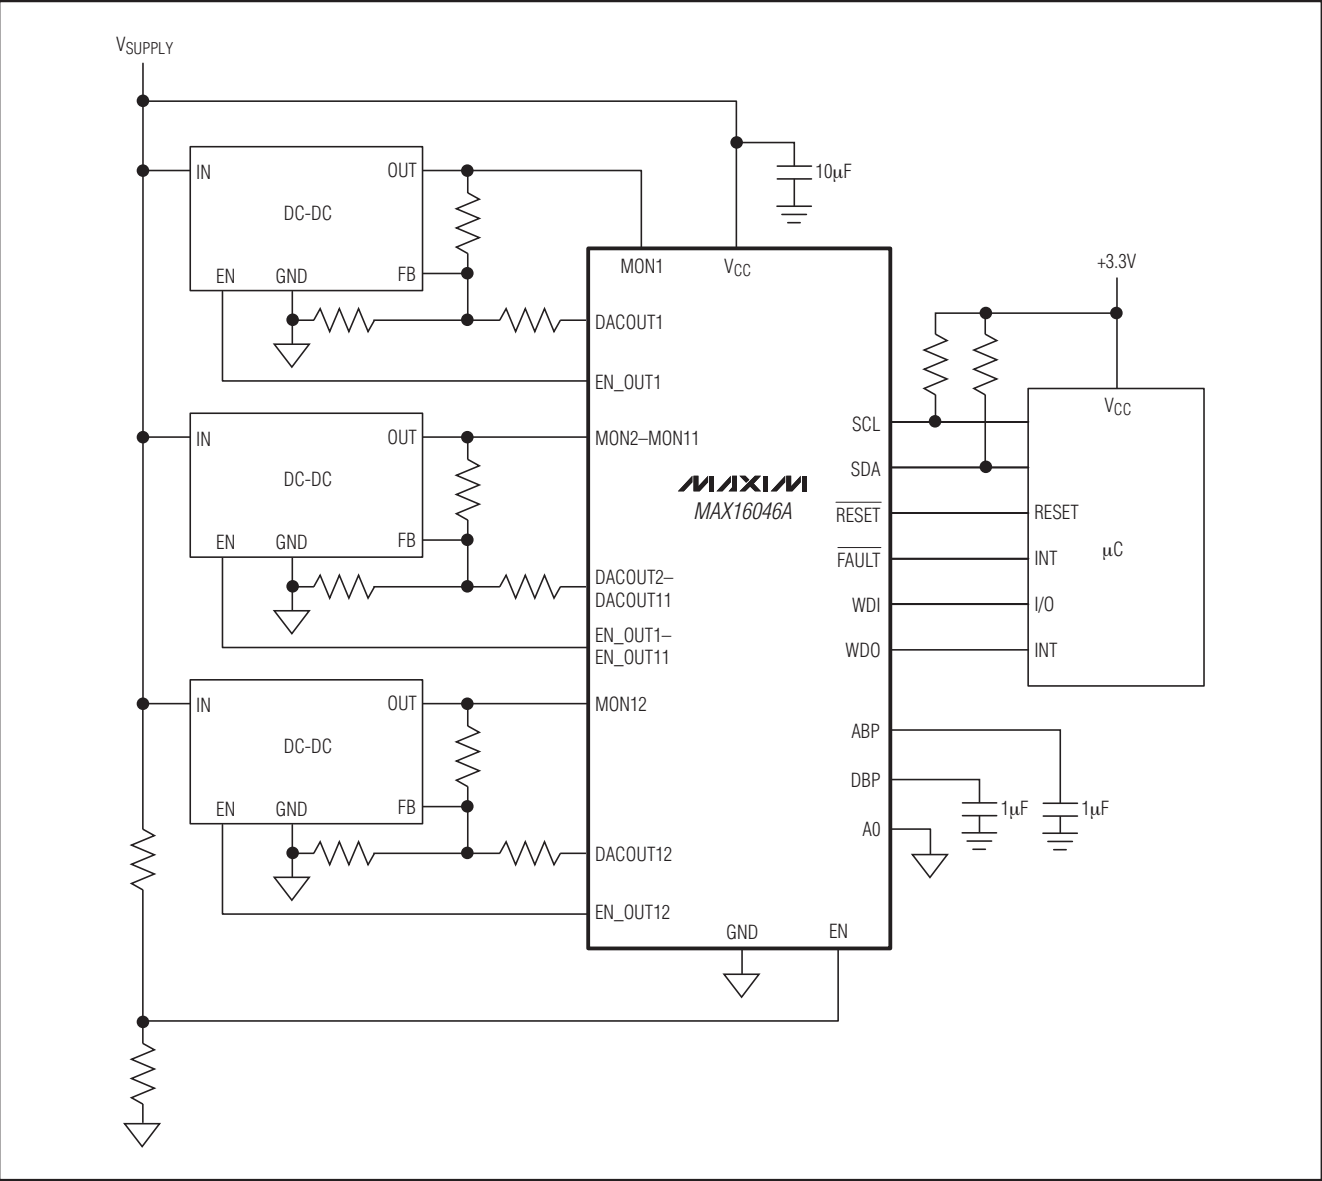 VSUPPLY
10μF
IN
OUT
DC-DC
EN
GND
FB
MON1
VCC
DACOUT1
EN_OUT1
+3.3V
IN
OUT
DC-DC
EN
GND
FB
MON2–MON11
DACOUT2–
DACOUT11
EN_OUT1–
EN_OUT11
MAXIM
MAX16046A
SCL
SDA
RESET
FAULT
WDI
WDO
VCC
RESET
INT
μC
I/O
INT
IN
OUT
DC-DC
EN
GND
FB
MON12
DACOUT12
EN_OUT12
ABP
DBP
1μF
1μF
A0
GND
EN